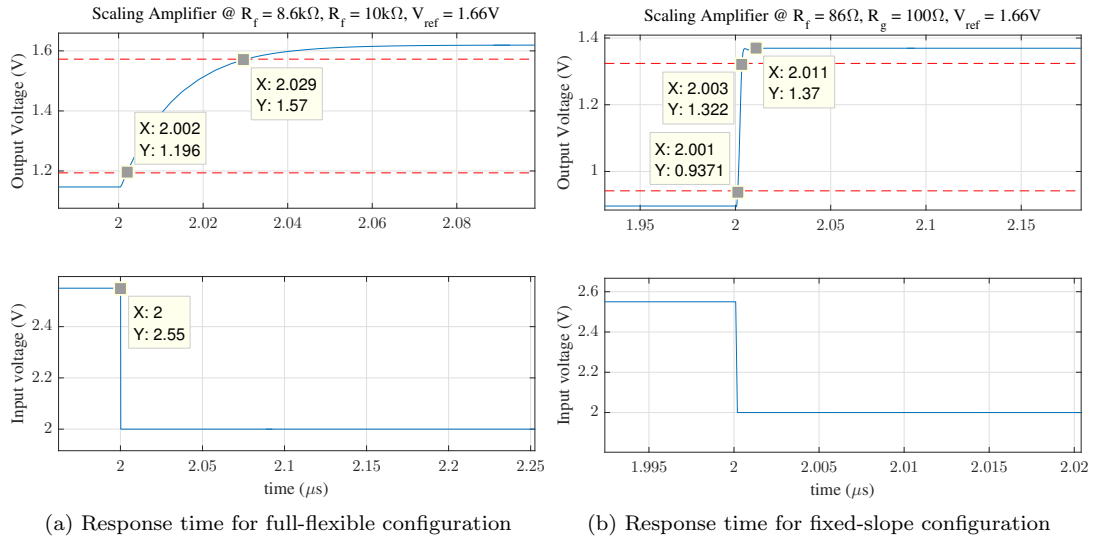 Scaling Amplifier @ R_f = 8.6kΩ, R_f = 10kΩ, V_ref = 1.66V
Output Voltage (V)
1.6
1.4
1.2
X: 2.029
Y: 1.57
X: 2.002
Y: 1.196
2
2.02
2.04
2.06
2.08
Input voltage (V)
2.4
2.2
2
X: 2
Y: 2.55
2
2.05
2.1
2.15
2.2
2.25
time (μs)
(a) Response time for full-flexible configuration
Scaling Amplifier @ R_f = 86Ω, R_g = 100Ω, V_ref = 1.66V
Output Voltage (V)
1.4
1.2
1
X: 2.003
Y: 1.322
X: 2.011
Y: 1.37
X: 2.001
Y: 0.9371
1.95
2
2.05
2.1
2.15
Input voltage (V)
2.6
2.4
2.2
2
1.995
2
2.005
2.01
2.015
2.02
time (μs)
(b) Response time for fixed-slope configuration